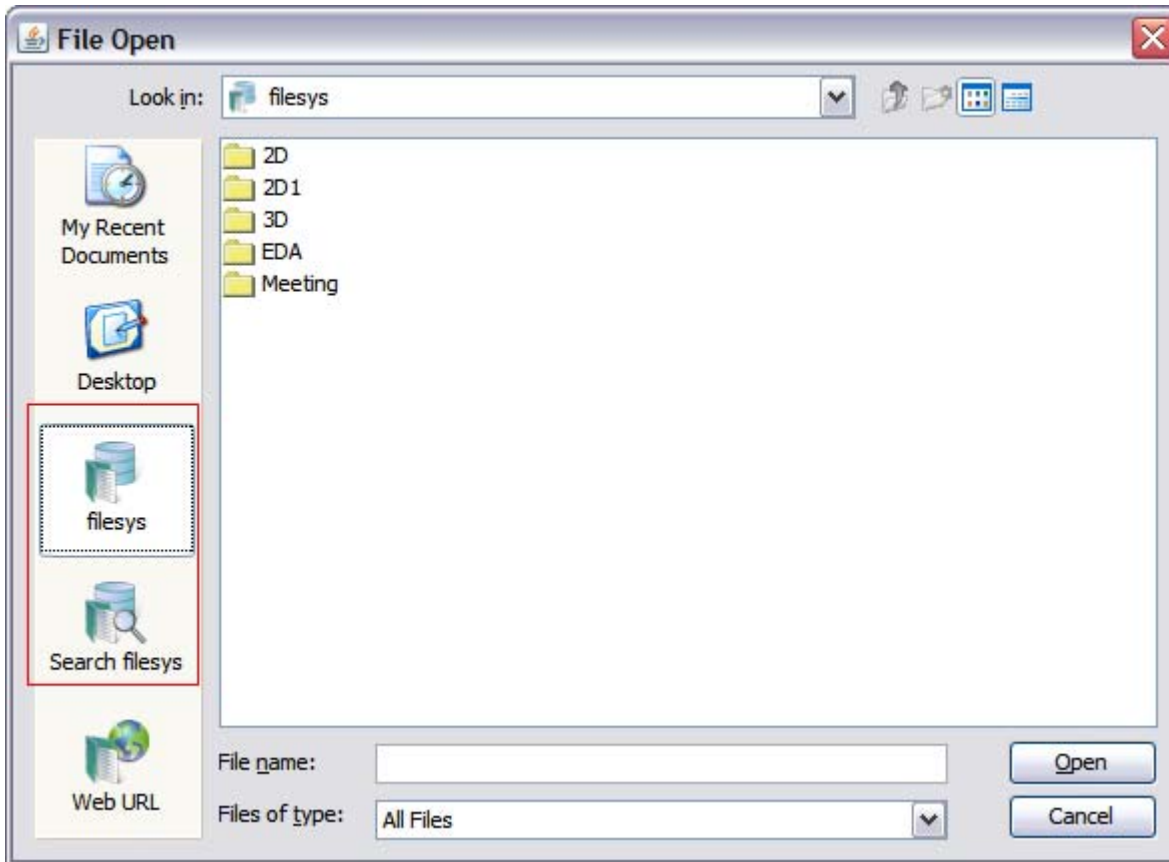 File Open
Look in:
filesys
My Recent
Documents
Desktop
filesys
Search filesys
Web URL
2D
2D1
3D
EDA
Meeting
File name:
Files of type:
All Files
Open
Cancel